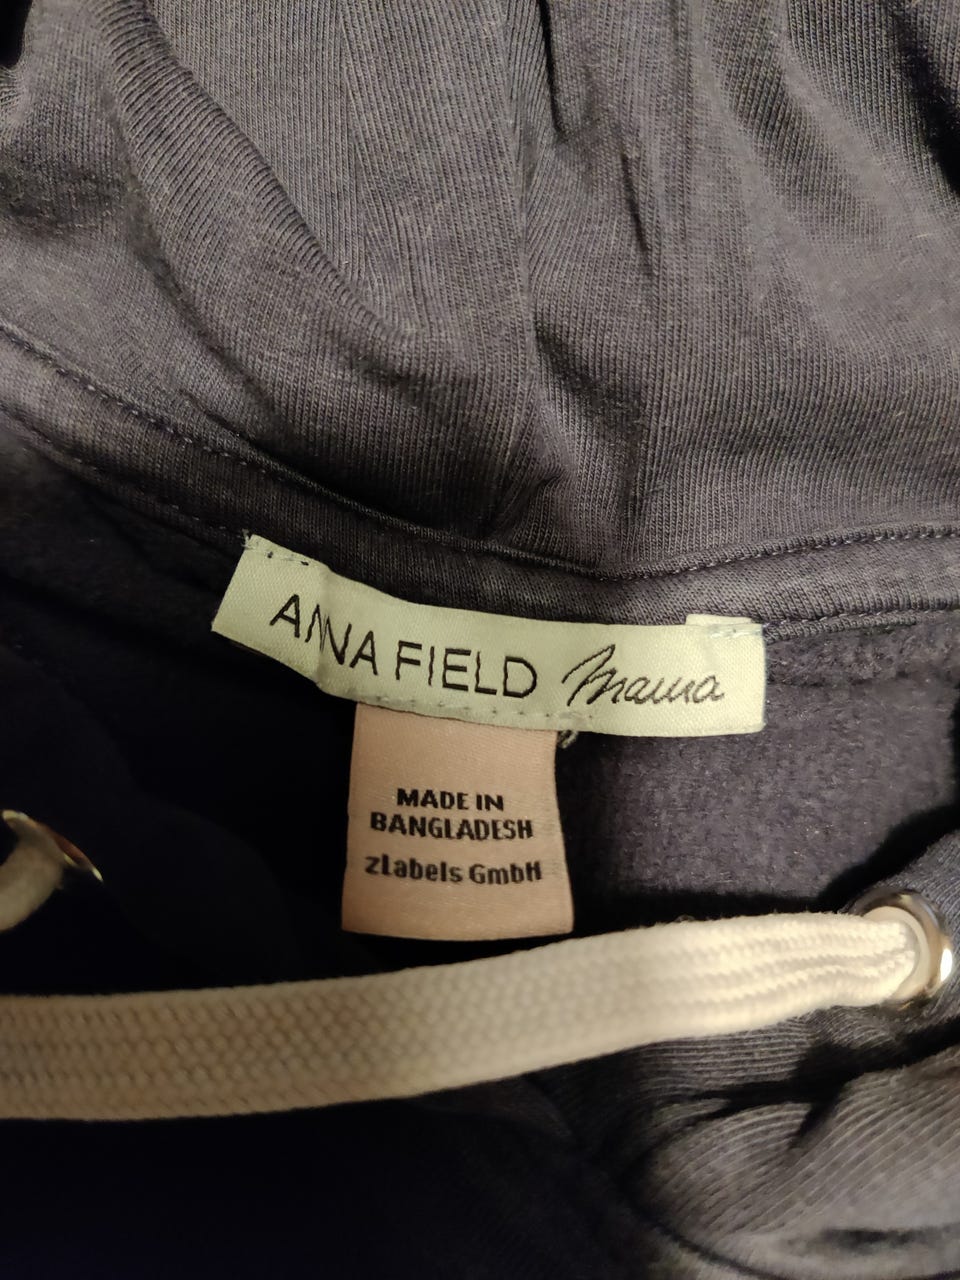 ANNA FIELD Mama
MADE IN
BANGLADESH
zLabels GmbH